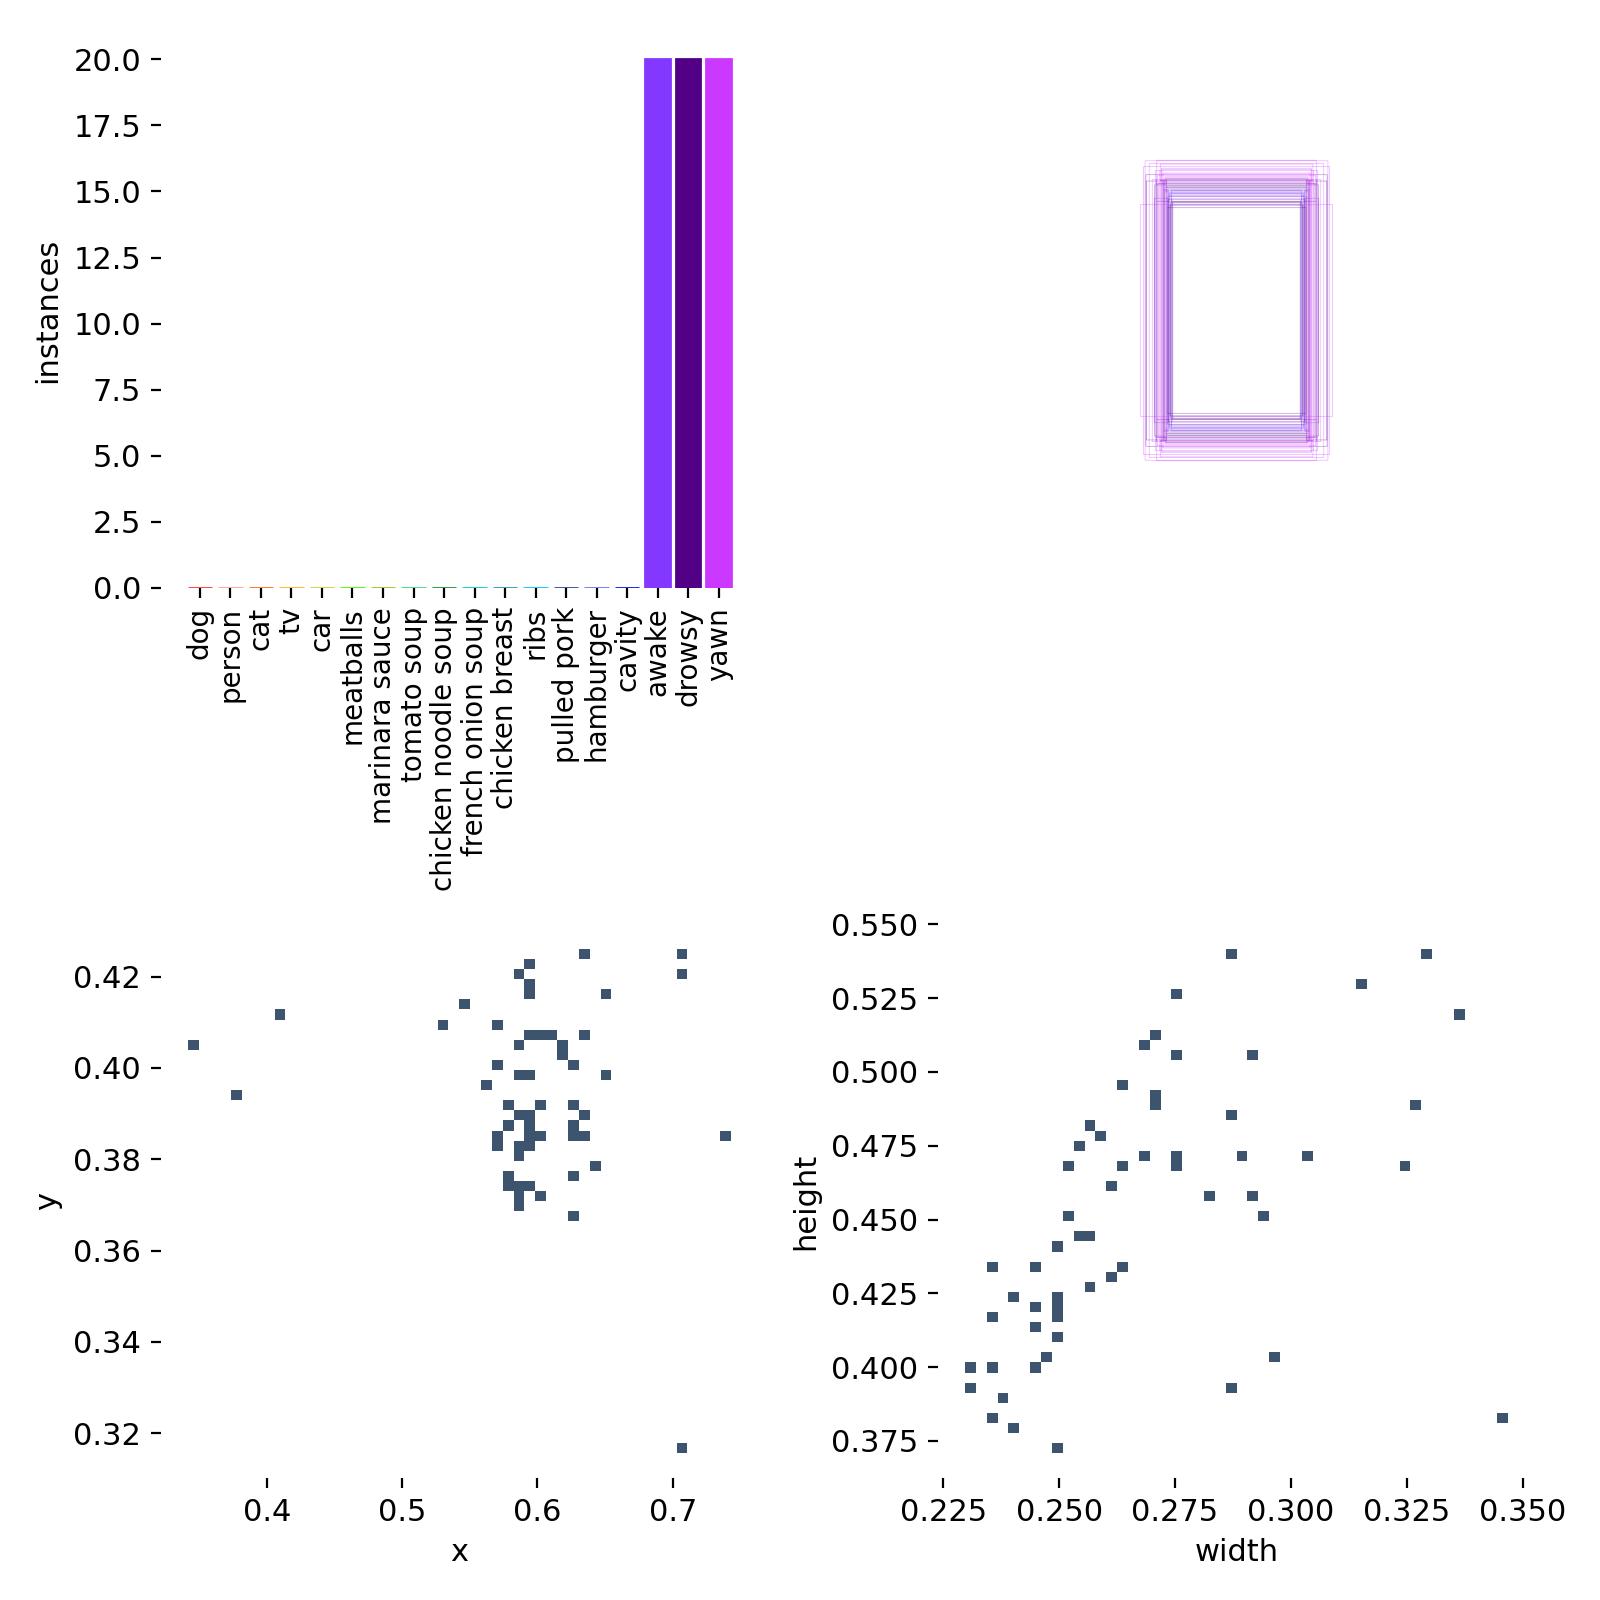 20.0
17.5
15.0
12.5
10.0
7.5
5.0
2.5
0.0
instances
dog
person
cat
tv
car
meatballs
marinara sauce
tomato soup
chicken noodle soup
french onion soup
chicken breast
ribs
pulled pork
hamburger
cavity
awake
drowsy
yawn
0.42
0.40
0.38
0.36
0.34
0.32
y
0.4 0.5 0.6 0.7
x
0.550
0.525
0.500
0.475
0.450
0.425
0.400
0.375
height
0.225 0.250 0.275 0.300 0.325 0.350
width